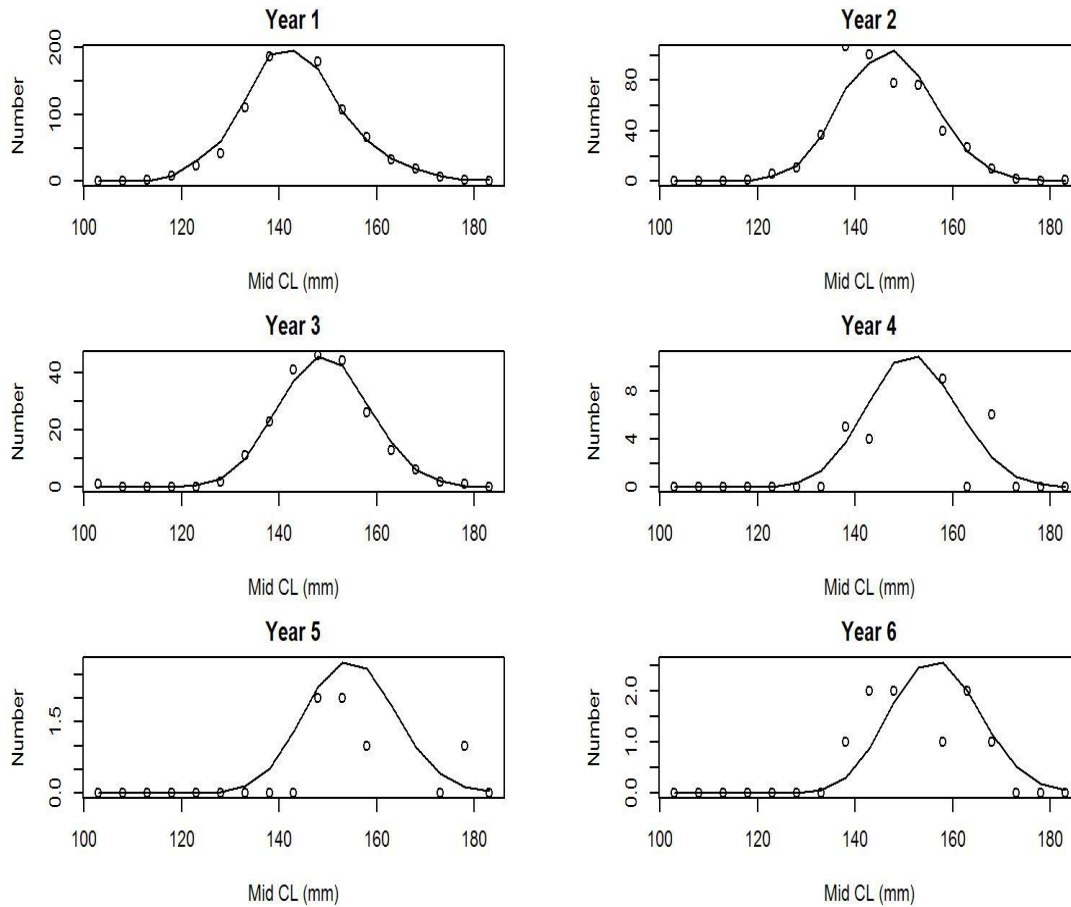 Year 1
Number
0 100 200
100 120 140 160 180
Mid CL (mm)
Year 2
Number
0 40 80
100 120 140 160 180
Mid CL (mm)
Year 3
Number
0 20 40
100 120 140 160 180
Mid CL (mm)
Year 4
Number
0 4 8
100 120 140 160 180
Mid CL (mm)
Year 5
Number
0.0 1.5
100 120 140 160 180
Mid CL (mm)
Year 6
Number
0.0 1.0 2.0
100 120 140 160 180
Mid CL (mm)